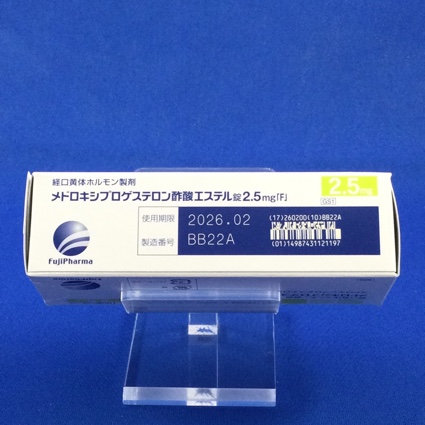 経口黄体ホルモン製剤
メドロキシプロゲステロン酢酸エステル錠2.5mg「F」
2.5mg
G51
使用期限 2026.02
製造番号 BB22A
(17)260200(10)BB22A
(01)14987431121197
FujiPharma